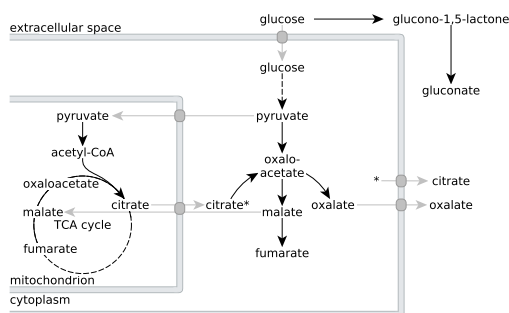 glucose
glucono-1,5-lactone
extracellular space
glucose
gluconate
pyruvate
pyruvate
acetyl-CoA
oxalo-
acetate
oxaloacetate
*
citrate
malate
citrate
citrate*
malate
oxalate
oxalate
TCA cycle
fumarate
fumarate
mitochondrion
cytoplasm